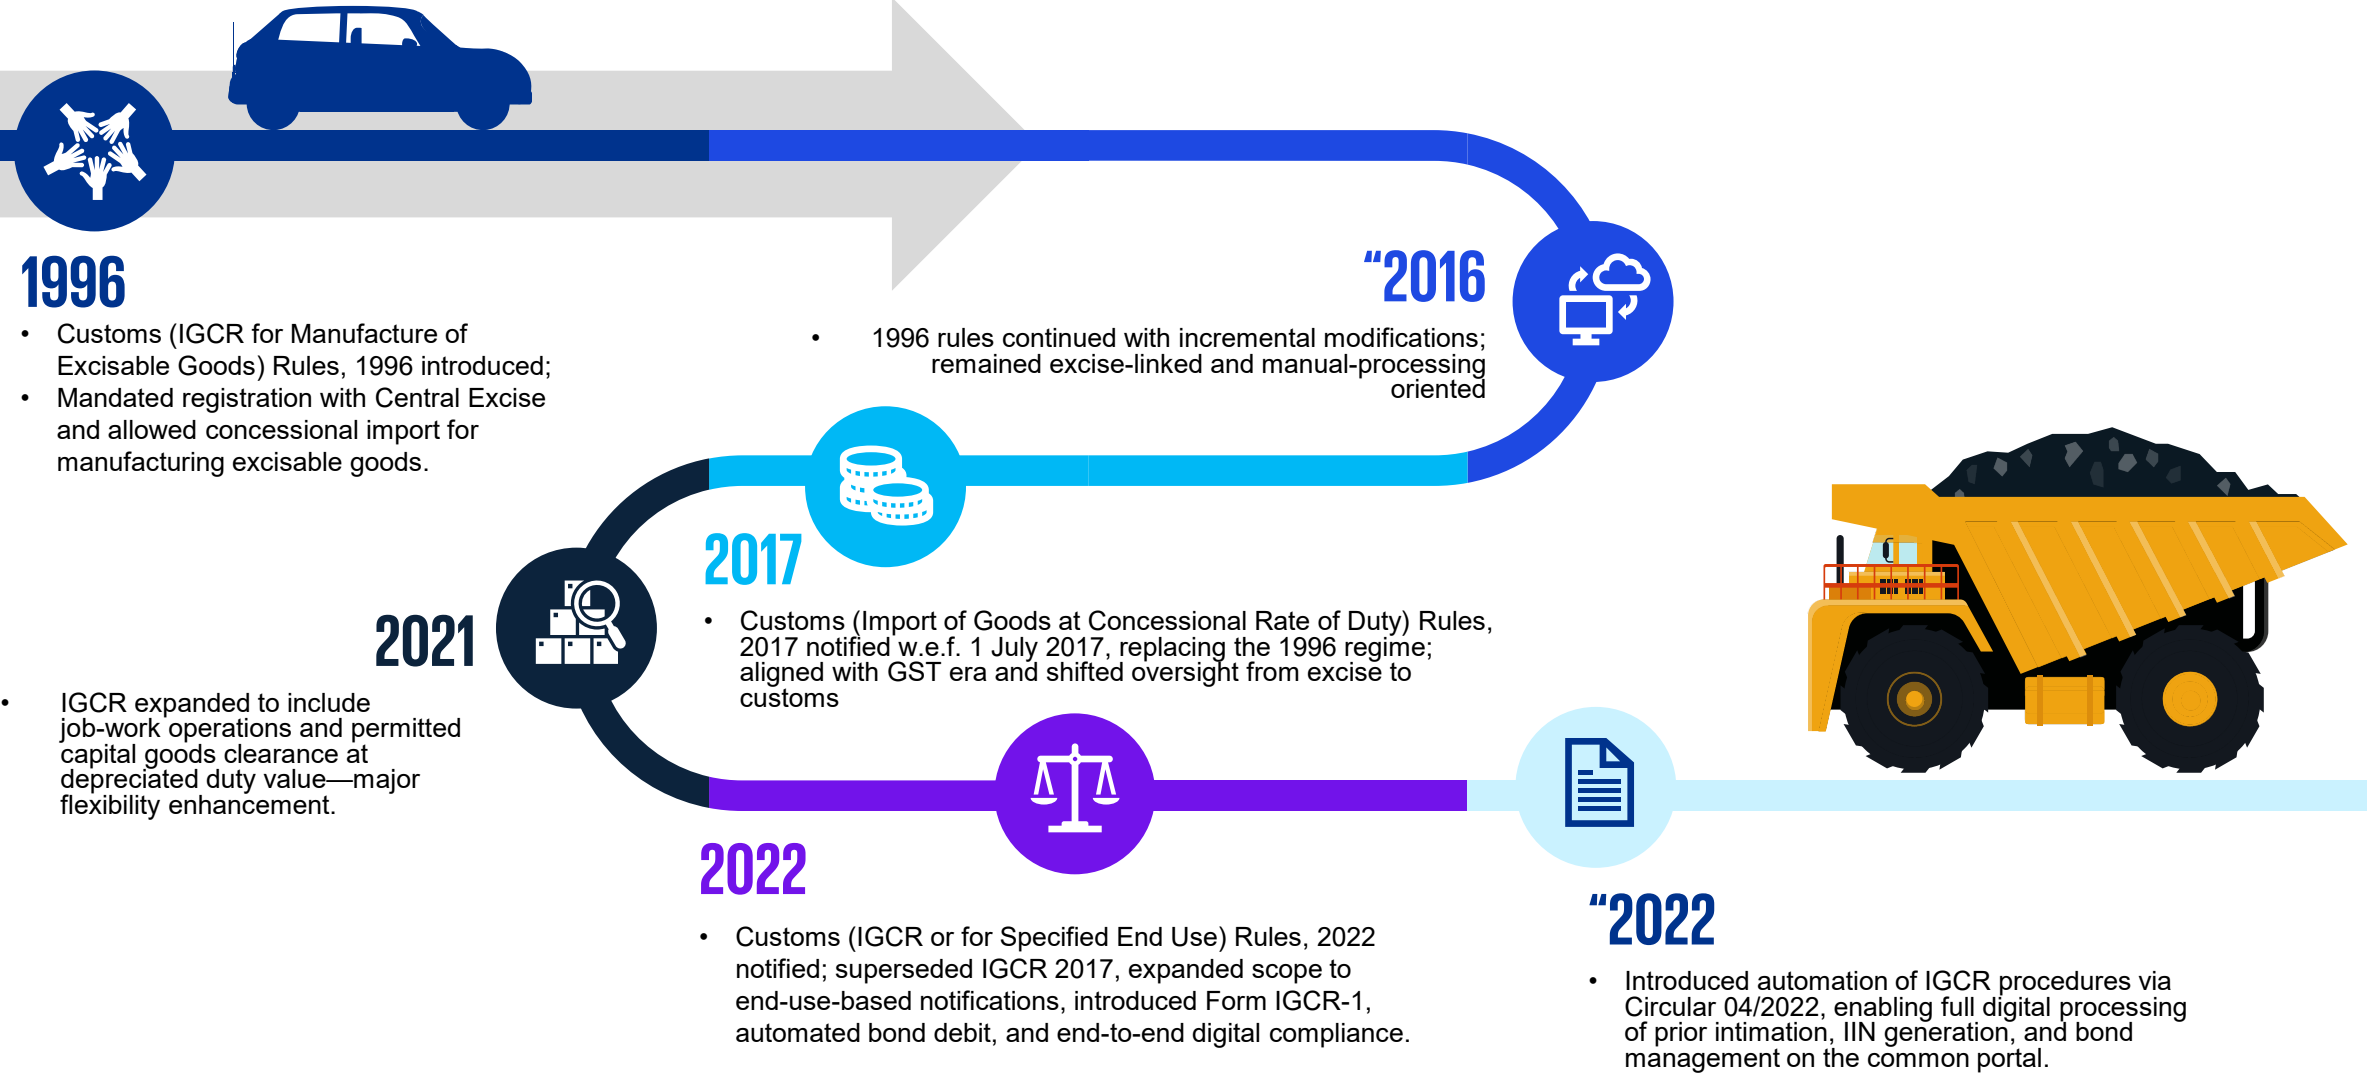 1996
• Customs (IGCR for Manufacture of
Excisable Goods) Rules, 1996 introduced;
• Mandated registration with Central Excise
and allowed concessional import for
manufacturing excisable goods.
“2016
• 1996 rules continued with incremental modifications;
remained excise-linked and manual-processing
oriented
2017
• Customs (Import of Goods at Concessional Rate of Duty) Rules,
2017 notified w.e.f. 1 July 2017, replacing the 1996 regime;
aligned with GST era and shifted oversight from excise to
customs
2021
• IGCR expanded to include
job-work operations and permitted
capital goods clearance at
depreciated duty value—major
flexibility enhancement.
2022
• Customs (IGCR or for Specified End Use) Rules, 2022
notified; superseded IGCR 2017, expanded scope to
end-use-based notifications, introduced Form IGCR-1,
automated bond debit, and end-to-end digital compliance.
“2022
• Introduced automation of IGCR procedures via
Circular 04/2022, enabling full digital processing
of prior intimation, IIN generation, and bond
management on the common portal.